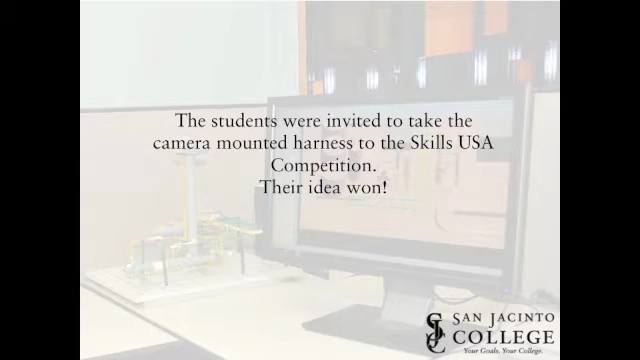 The students were invited to take the
camera mounted harness to the Skills USA
Competition.
Their idea won!
SAN JACINTO
COLLEGE
Your Goals. Your College.